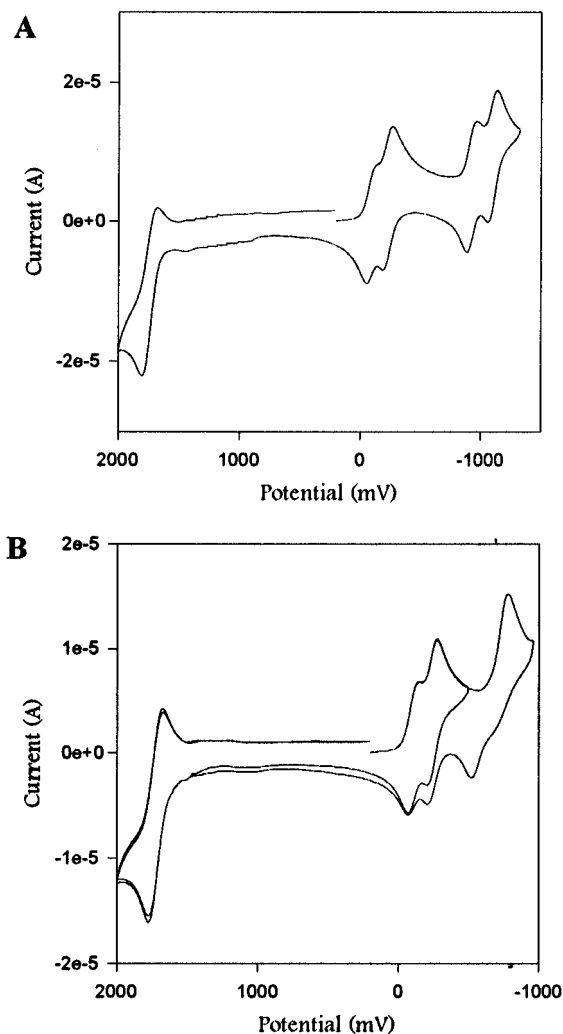 A
2e-5
0e+0
-2e-5
Current (A)
2000 1000 0 -1000
Potential (mV)
B
2e-5
1e-5
0e+0
-1e-5
-2e-5
Current (A)
2000 1000 0 -1000
Potential (mV)